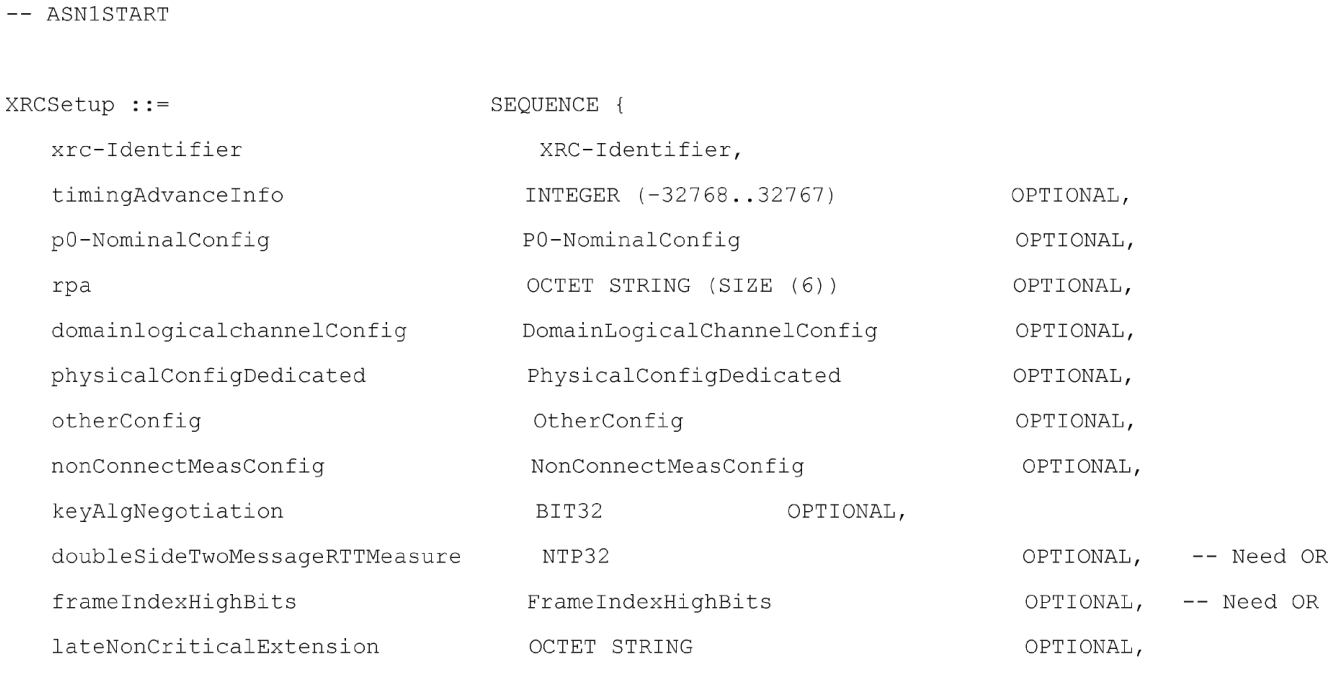 -- ASN1START
XRCSetup ::= SEQUENCE {
xrc-Identifier XRC-Identifier,
timingAdvanceInfo INTEGER (-32768..32767) OPTIONAL,
p0-NominalConfig P0-NominalConfig OPTIONAL,
rpa OCTET STRING (SIZE (6)) OPTIONAL,
domainlogicalchannelConfig DomainLogicalChannelConfig OPTIONAL,
physicalConfigDedicated PhysicalConfigDedicated OPTIONAL,
otherConfig OtherConfig OPTIONAL,
nonConnectMeasConfig NonConnectMeasConfig OPTIONAL,
keyAlgNegotiation BIT32 OPTIONAL,
doubleSideTwoMessageRTTMeasure NTP32 OPTIONAL, -- Need OR
frameIndexHighBits FrameIndexHighBits OPTIONAL, -- Need OR
lateNonCriticalExtension OCTET STRING OPTIONAL,